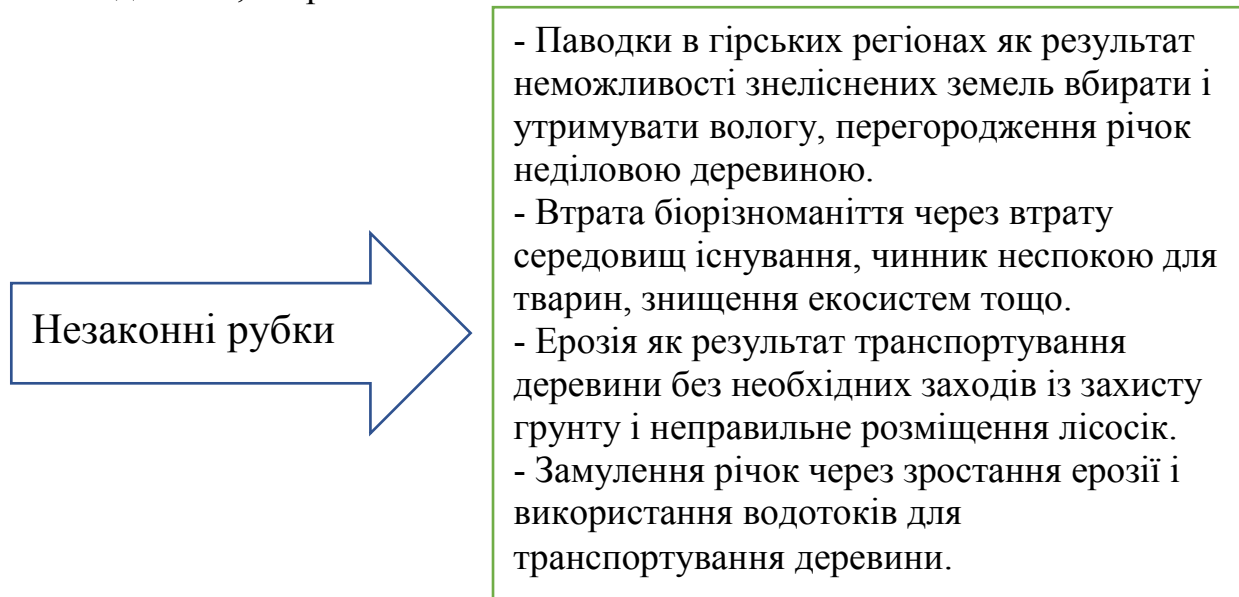 Незаконні рубки
- Паводки в гірських регіонах як результат
неможливості знеліснених земель вбирати і
утримувати вологу, перегородження річок
неділовою деревиною.
- Втрата біорізноманіття через втрату
середовищ існування, чинник неспокою для
тварин, знищення екосистем тощо.
- Ерозія як результат транспортування
деревини без необхідних заходів із захисту
грунту і неправильне розміщення лісосік.
- Замулення річок через зростання ерозії і
використання водотоків для
транспортування деревини.